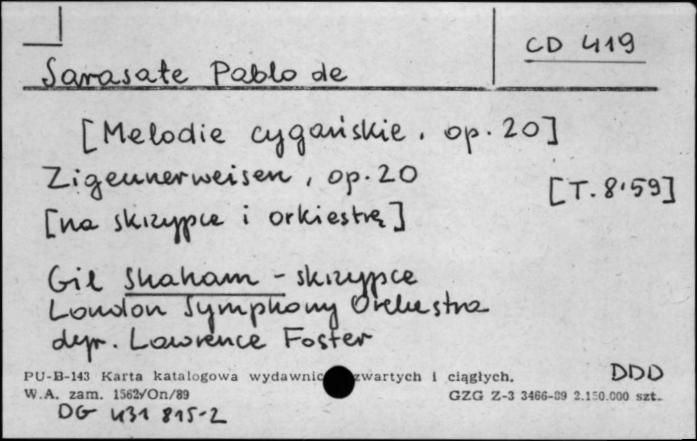 CD 419
Sarasate Pablo de
[Melodie cygańskie, op. 20]
Zigeunerweisen, op. 20
[T. 8'59]
[na skrzypce i orkiestrę]
Gil Shaham - skrzypce
London Symphony Orchestra
dyr. Lawrence Foster
PU-B-143 Karta katalogowa wydawnic zwartych i ciągłych.
DDD
W.A. zam. 1562/On/89
GZG Z-3 3466-89 2.150.000 szt.
DG 431 815-2